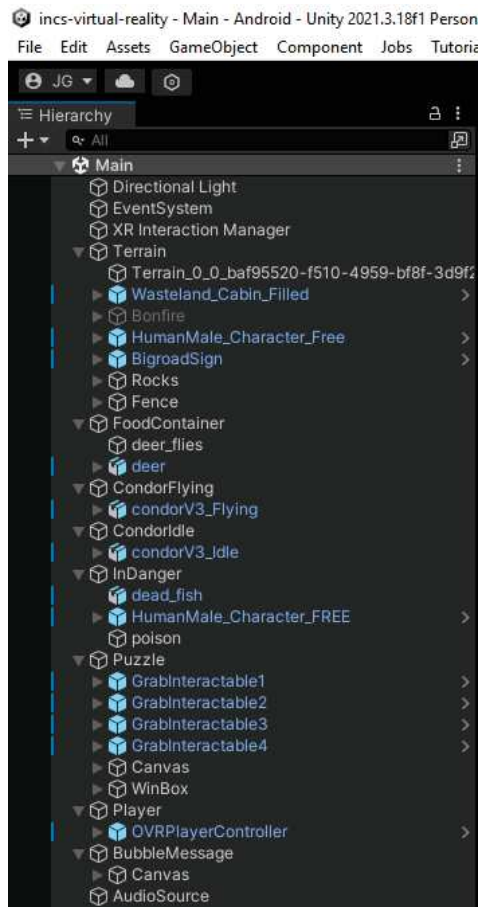 incs-virtual-reality - Main - Android - Unity 2021.3.18f1 Person
File Edit Assets GameObject Component Jobs Tutoria
JG
Hierarchy
All
Main
Directional Light
EventSystem
XR Interaction Manager
Terrain
Terrain_0_0_baf95520-f510-4959-bf8f-3d9f2
Wasteland_Cabin_Filled
Bonfire
HumanMale_Character_Free
BigroadSign
Rocks
Fence
FoodContainer
deer_flies
deer
CondorFlying
condorV3_Flying
CondorIdle
condorV3_Idle
InDanger
dead_fish
HumanMale_Character_FREE
poison
Puzzle
GrabInteractable1
GrabInteractable2
GrabInteractable3
GrabInteractable4
Canvas
WinBox
Player
OVRPlayerController
BubbleMessage
Canvas
AudioSource